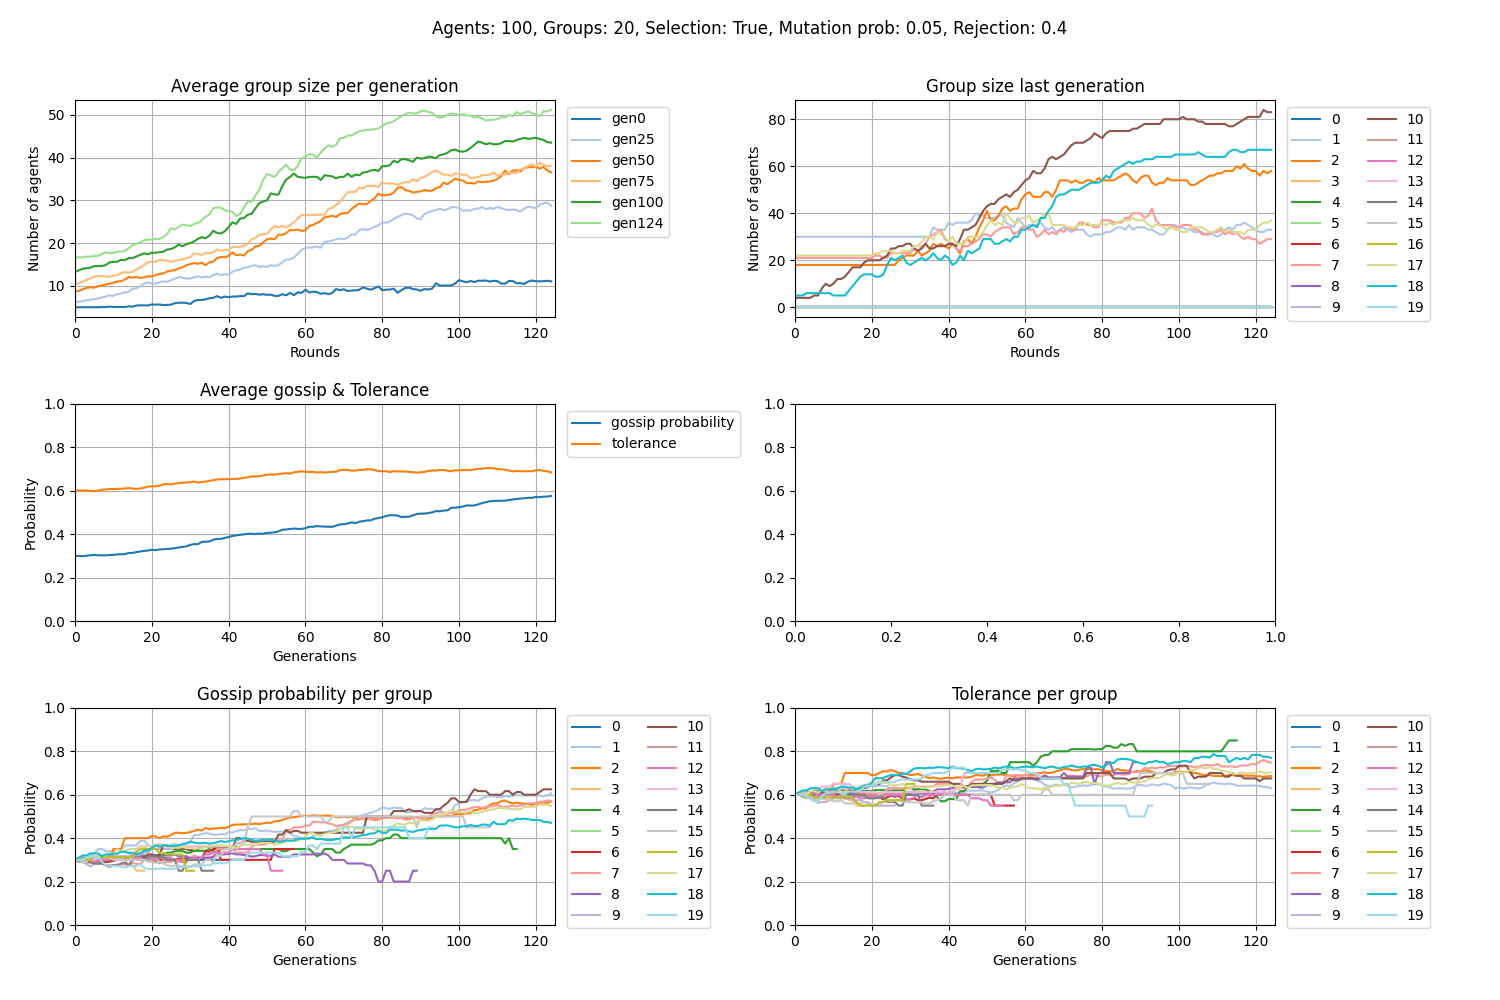 Agents: 100, Groups: 20, Selection: True, Mutation prob: 0.05, Rejection: 0.4
Average group size per generation
Number of agents
50
40
30
20
10
0 20 40 60 80 100 120
Rounds
gen0
gen25
gen50
gen75
gen100
gen124
Group size last generation
Number of agents
80
60
40
20
0
0 20 40 60 80 100 120
Rounds
0 10
1 11
2 12
3 13
4 14
5 15
6 16
7 17
8 18
9 19
Average gossip & Tolerance
Probability
1.0
0.8
0.6
0.4
0.2
0.0
0 20 40 60 80 100 120
Generations
gossip probability
tolerance
1.0
0.8
0.6
0.4
0.2
0.0
0.0 0.2 0.4 0.6 0.8 1.0
Gossip probability per group
Probability
1.0
0.8
0.6
0.4
0.2
0.0
0 20 40 60 80 100 120
Generations
0 10
1 11
2 12
3 13
4 14
5 15
6 16
7 17
8 18
9 19
Tolerance per group
Probability
1.0
0.8
0.6
0.4
0.2
0.0
0 20 40 60 80 100 120
Generations
0 10
1 11
2 12
3 13
4 14
5 15
6 16
7 17
8 18
9 19